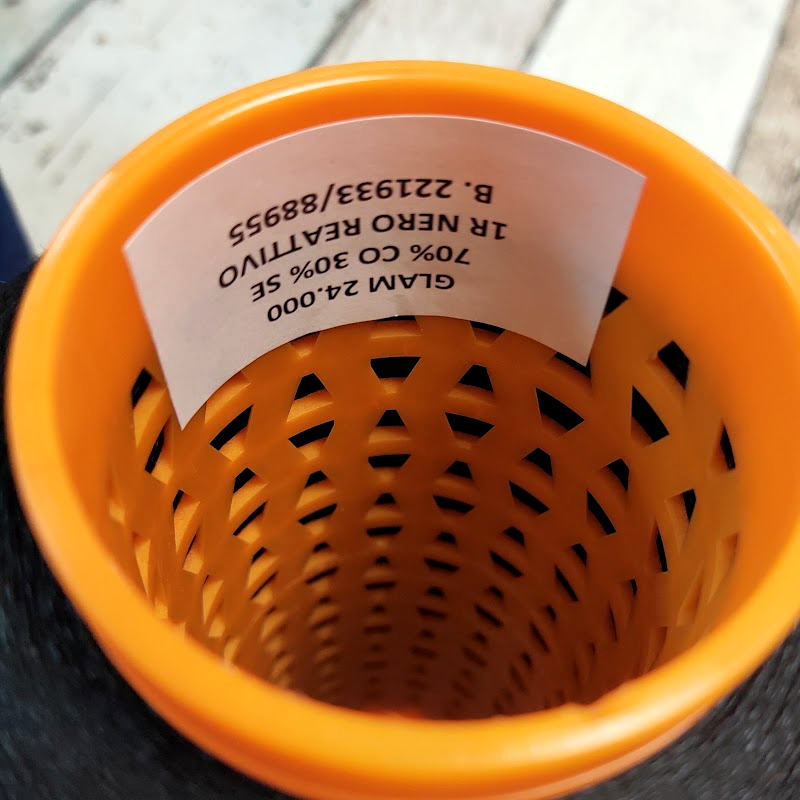 GLAM 24.000
70% CO 30% SE
1R NERO REATTIVO
B. 221933/88955